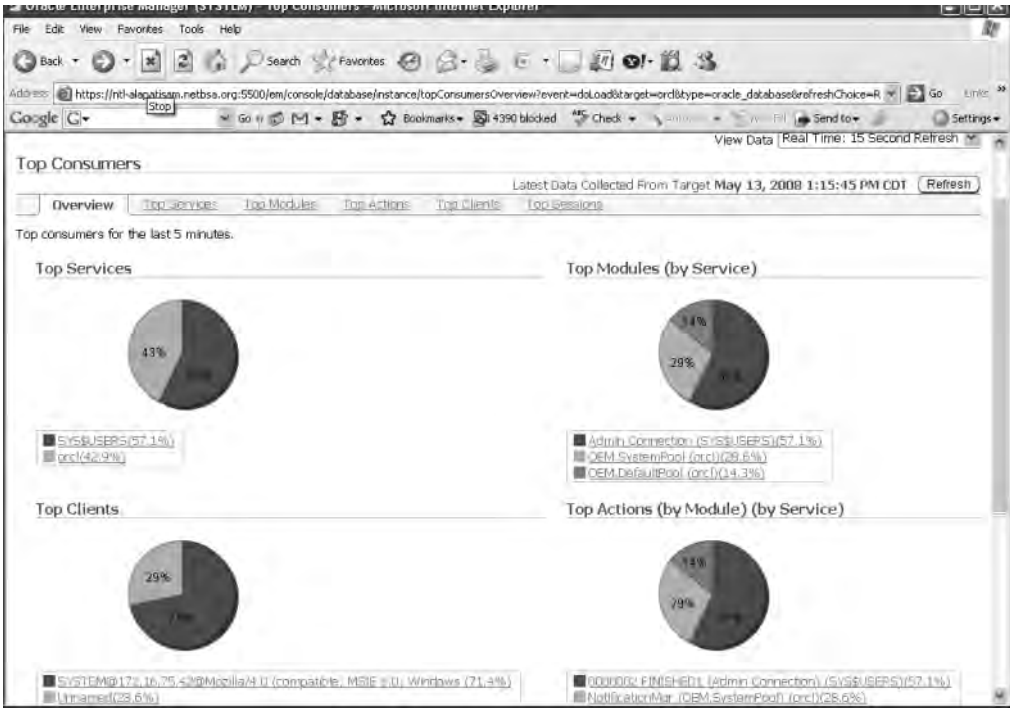 Oracle Enterprise Manager (SYSTEM) - Top Consumers - Microsoft Internet Explorer
File Edit View Favorites Tools Help
Back Search Favorites
Address https://ntl-alapatisam.netbsa.org:5500/em/console/database/instance/topConsumersOverview?event=doLoad&target=orcl&type=oracle_database&refreshChoice=R Go Links »
Stop
Google G Go Bookmarks 4390 blocked Check Send to Settings
View Data Real Time: 15 Second Refresh
Top Consumers
Latest Data Collected From Target May 13, 2008 1:15:45 PM CDT Refresh
Overview Top Services Top Modules Top Actions Top Clients Top Sessions
Top consumers for the last 5 minutes.
Top Services
43%
SYS$USERS(57.1%)
orcl(42.9%)
Top Modules (by Service)
14%
29%
Admin Connection (SYS$USERS)(57.1%)
OEM.SystemPool (orcl)(28.6%)
OEM.DefaultPool (orcl)(14.3%)
Top Clients
29%
SYSTEM@172.16.75.42@Mozilla/4.0 (compatible; MSIE Windows (71.4%)
Unnamed(28.6%)
Top Actions (by Module) (by Service)
14%
29%
FINISHED1 (Admin Connection) (SYS$USERS)(57.1%)
NotificationMgr (OEM.SystemPool) (orcl)(28.6%)